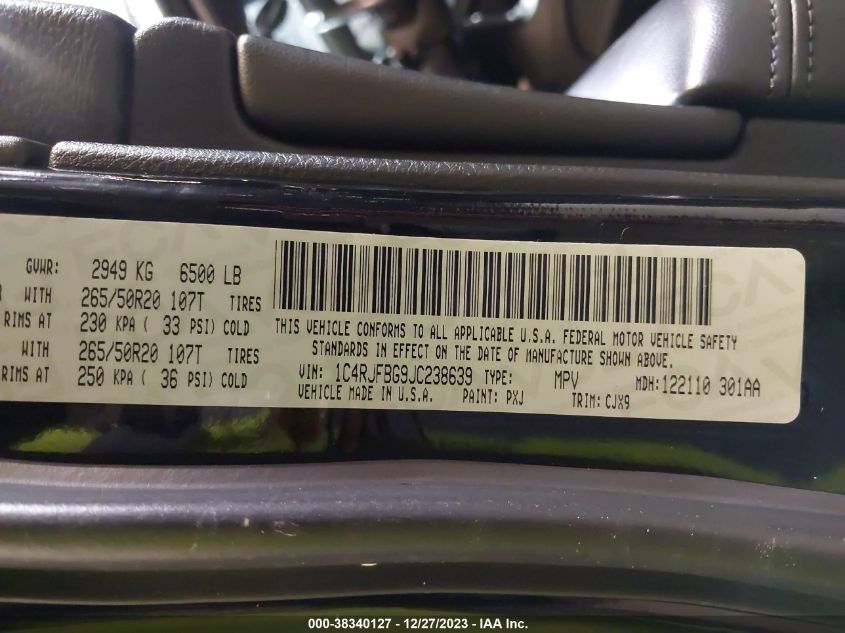 GVWR: 2949 KG 6500 LB
WITH 265/50R20 107T TIRES
RIMS AT 230 KPA ( 33 PSI) COLD
WITH 265/50R20 107T TIRES
RIMS AT 250 KPA ( 36 PSI) COLD
THIS VEHICLE CONFORMS TO ALL APPLICABLE U.S.A. FEDERAL MOTOR VEHICLE SAFETY
STANDARDS IN EFFECT ON THE DATE OF MANUFACTURE SHOWN ABOVE.
VIN: 1C4RJFBG9JC238639 TYPE: MPV MDH:122110 301AA
VEHICLE MADE IN U.S.A. PAINT: PXJ TRIM:CJX9
000-38340127 - 12/27/2023 - IAA Inc.